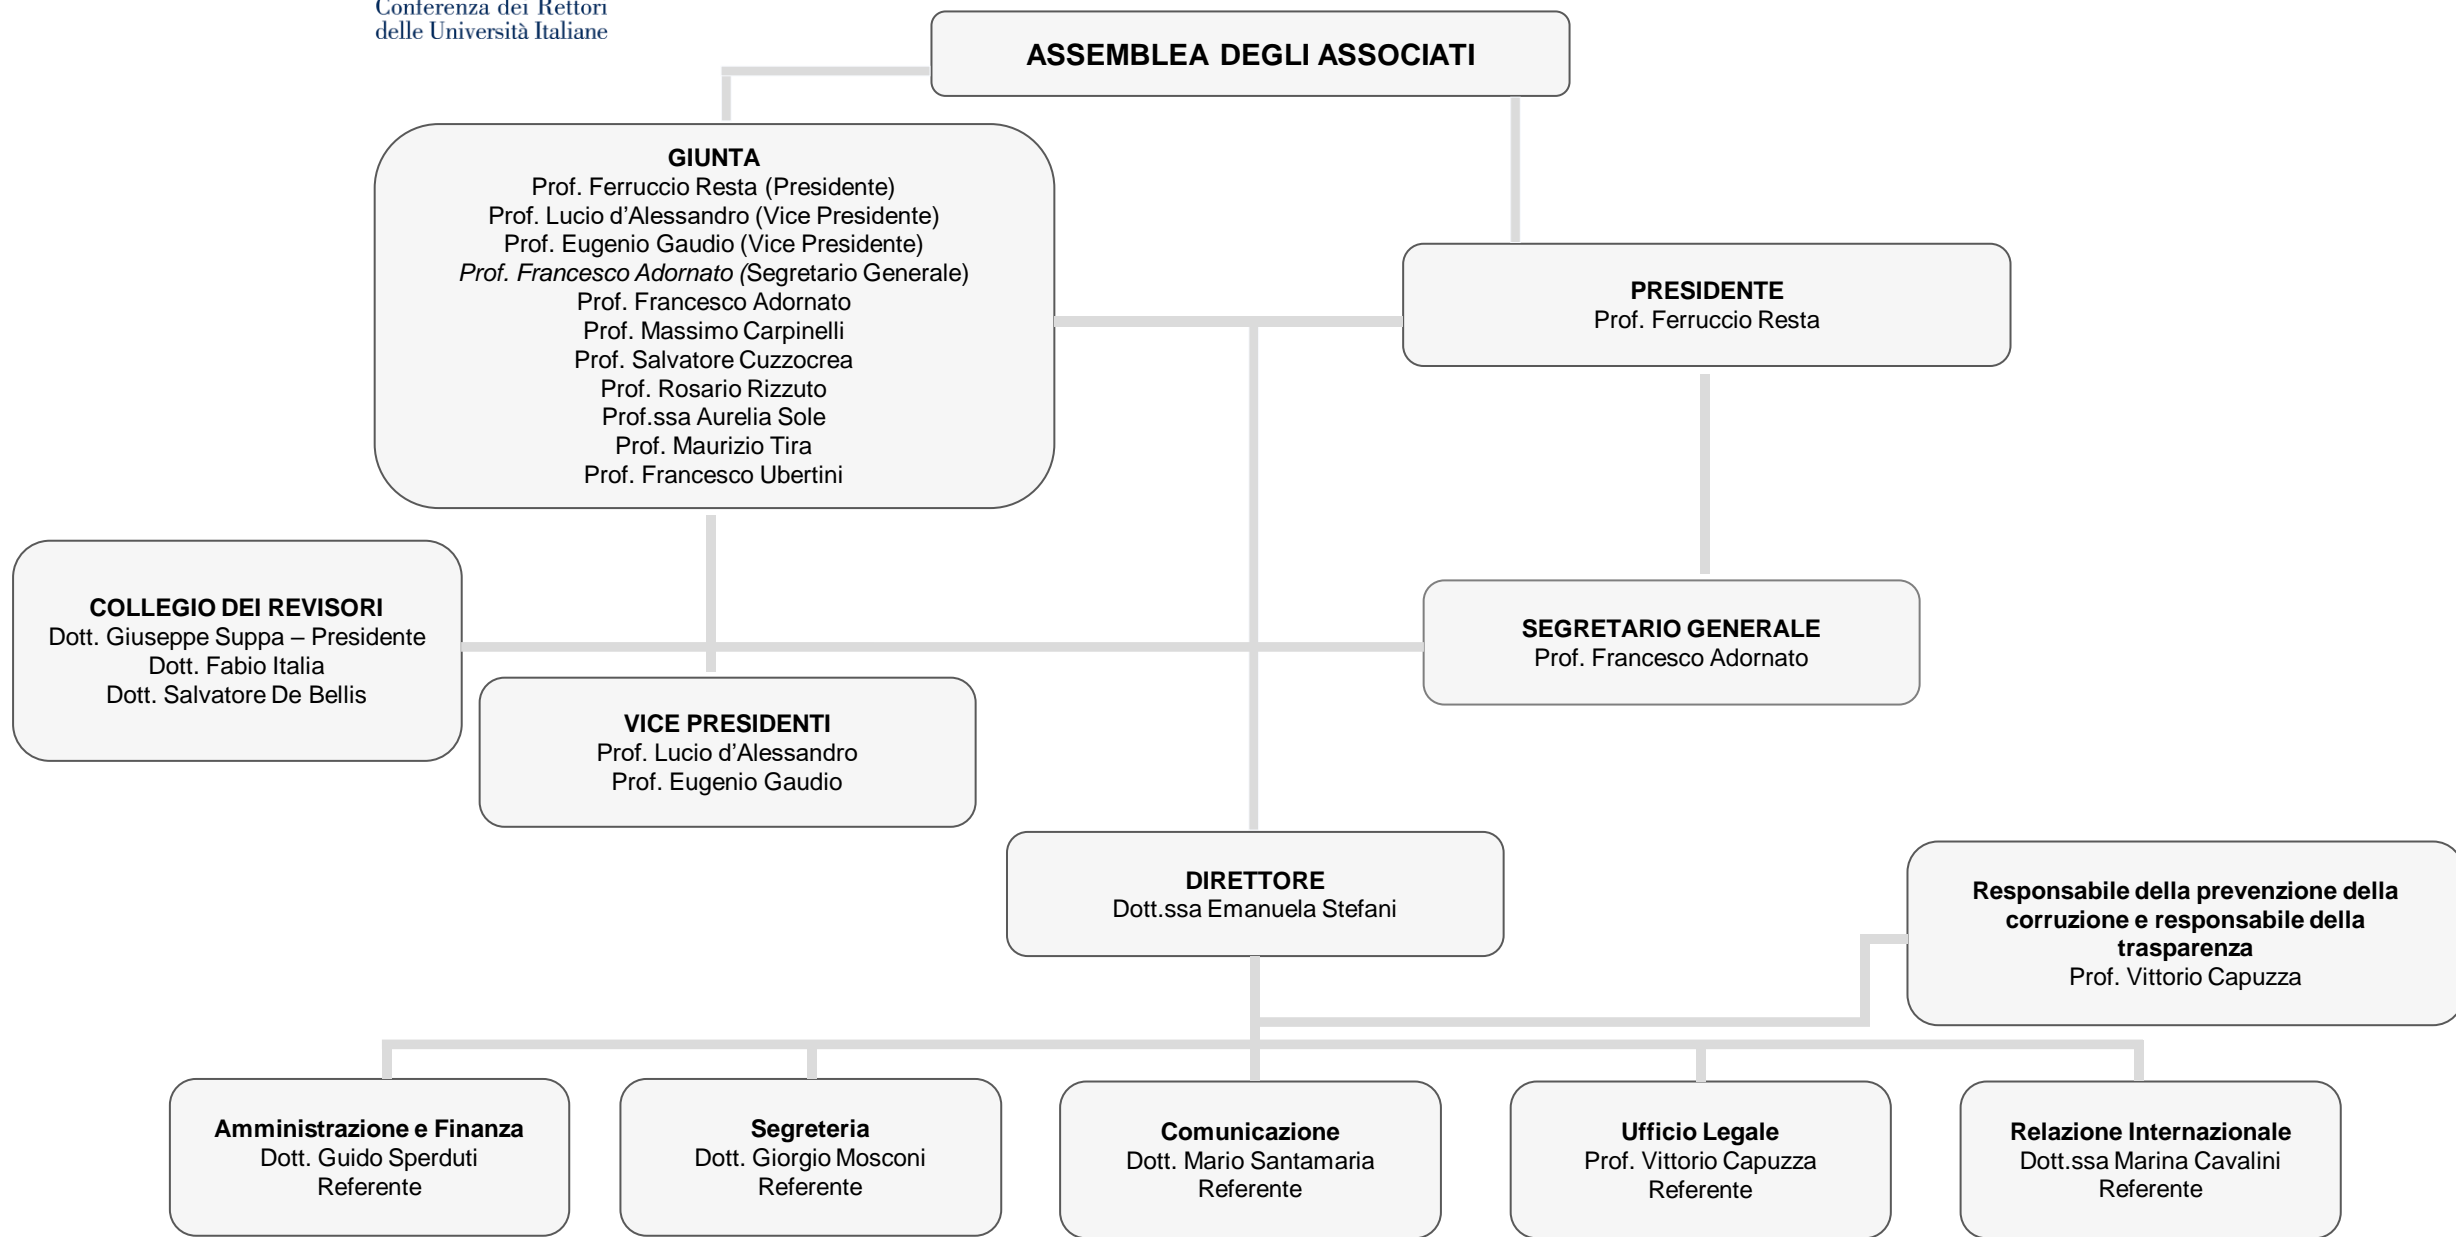 Conferenza dei Rettori
delle Università Italiane
ASSEMBLEA DEGLI ASSOCIATI
GIUNTA
Prof. Ferruccio Resta (Presidente)
Prof. Lucio d’Alessandro (Vice Presidente)
Prof. Eugenio Gaudio (Vice Presidente)
Prof. Francesco Adornato (Segretario Generale)
Prof. Francesco Adornato
Prof. Massimo Carpinelli
Prof. Salvatore Cuzzocrea
Prof. Rosario Rizzuto
Prof.ssa Aurelia Sole
Prof. Maurizio Tira
Prof. Francesco Ubertini
PRESIDENTE
Prof. Ferruccio Resta
COLLEGIO DEI REVISORI
Dott. Giuseppe Suppa – Presidente
Dott. Fabio Italia
Dott. Salvatore De Bellis
SEGRETARIO GENERALE
Prof. Francesco Adornato
VICE PRESIDENTI
Prof. Lucio d’Alessandro
Prof. Eugenio Gaudio
DIRETTORE
Dott.ssa Emanuela Stefani
Responsabile della prevenzione della
corruzione e responsabile della
trasparenza
Prof. Vittorio Capuzza
Amministrazione e Finanza
Dott. Guido Sperduti
Referente
Segreteria
Dott. Giorgio Mosconi
Referente
Comunicazione
Dott. Mario Santamaria
Referente
Ufficio Legale
Prof. Vittorio Capuzza
Referente
Relazione Internazionale
Dott.ssa Marina Cavalini
Referente